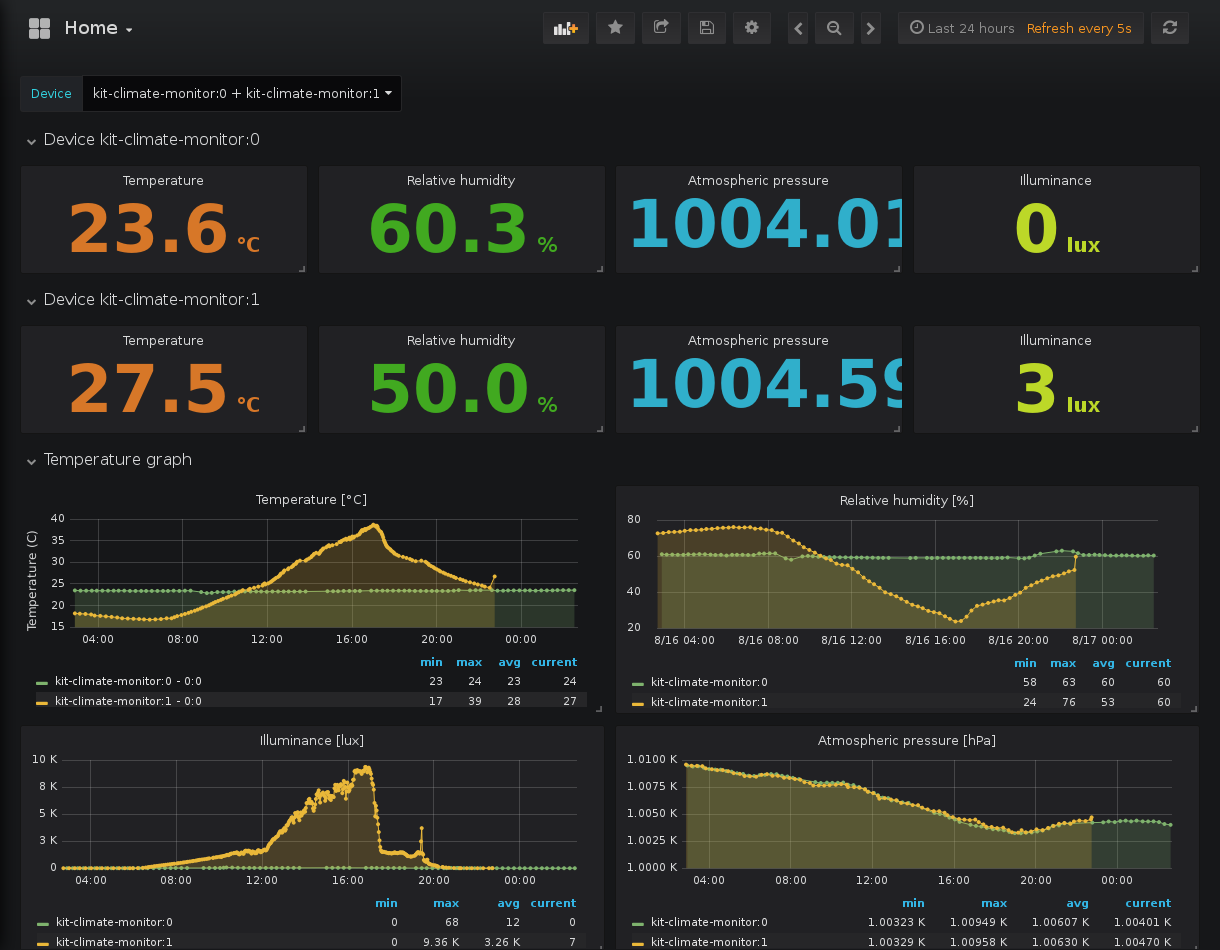 Home
Last 24 hours Refresh every 5s
Device kit-climate-monitor:0 + kit-climate-monitor:1
Device kit-climate-monitor:0
Temperature Relative humidity Atmospheric pressure Illuminance
23.6 °C 60.3 % 1004.01 0 lux
Device kit-climate-monitor:1
Temperature Relative humidity Atmospheric pressure Illuminance
27.5 °C 50.0 % 1004.59 3 lux
Temperature graph
Temperature [°C]
Temperature (C)
40
35
30
25
20
15
04:00 08:00 12:00 16:00 20:00 00:00
min max avg current
kit-climate-monitor:0 - 0:0 23 24 23 24
kit-climate-monitor:1 - 0:0 17 39 28 27
Relative humidity [%]
80
60
40
20
8/16 04:00 8/16 08:00 8/16 12:00 8/16 16:00 8/16 20:00 8/17 00:00
min max avg current
kit-climate-monitor:0 58 63 60 60
kit-climate-monitor:1 24 76 53 60
Illuminance [lux]
10 K
8 K
5 K
3 K
0
04:00 08:00 12:00 16:00 20:00 00:00
min max avg current
kit-climate-monitor:0 0 68 12 0
kit-climate-monitor:1 0 9.36 K 3.26 K 7
Atmospheric pressure [hPa]
1.0100 K
1.0075 K
1.0050 K
1.0025 K
1.0000 K
04:00 08:00 12:00 16:00 20:00 00:00
min max avg current
kit-climate-monitor:0 1.00323 K 1.00949 K 1.00607 K 1.00401 K
kit-climate-monitor:1 1.00329 K 1.00958 K 1.00630 K 1.00470 K